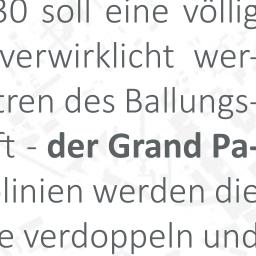 30 soll eine völlig
verwirklicht wer-
tren des Ballungs-
ft - der Grand Pa-
linien werden die
e verdoppeln und